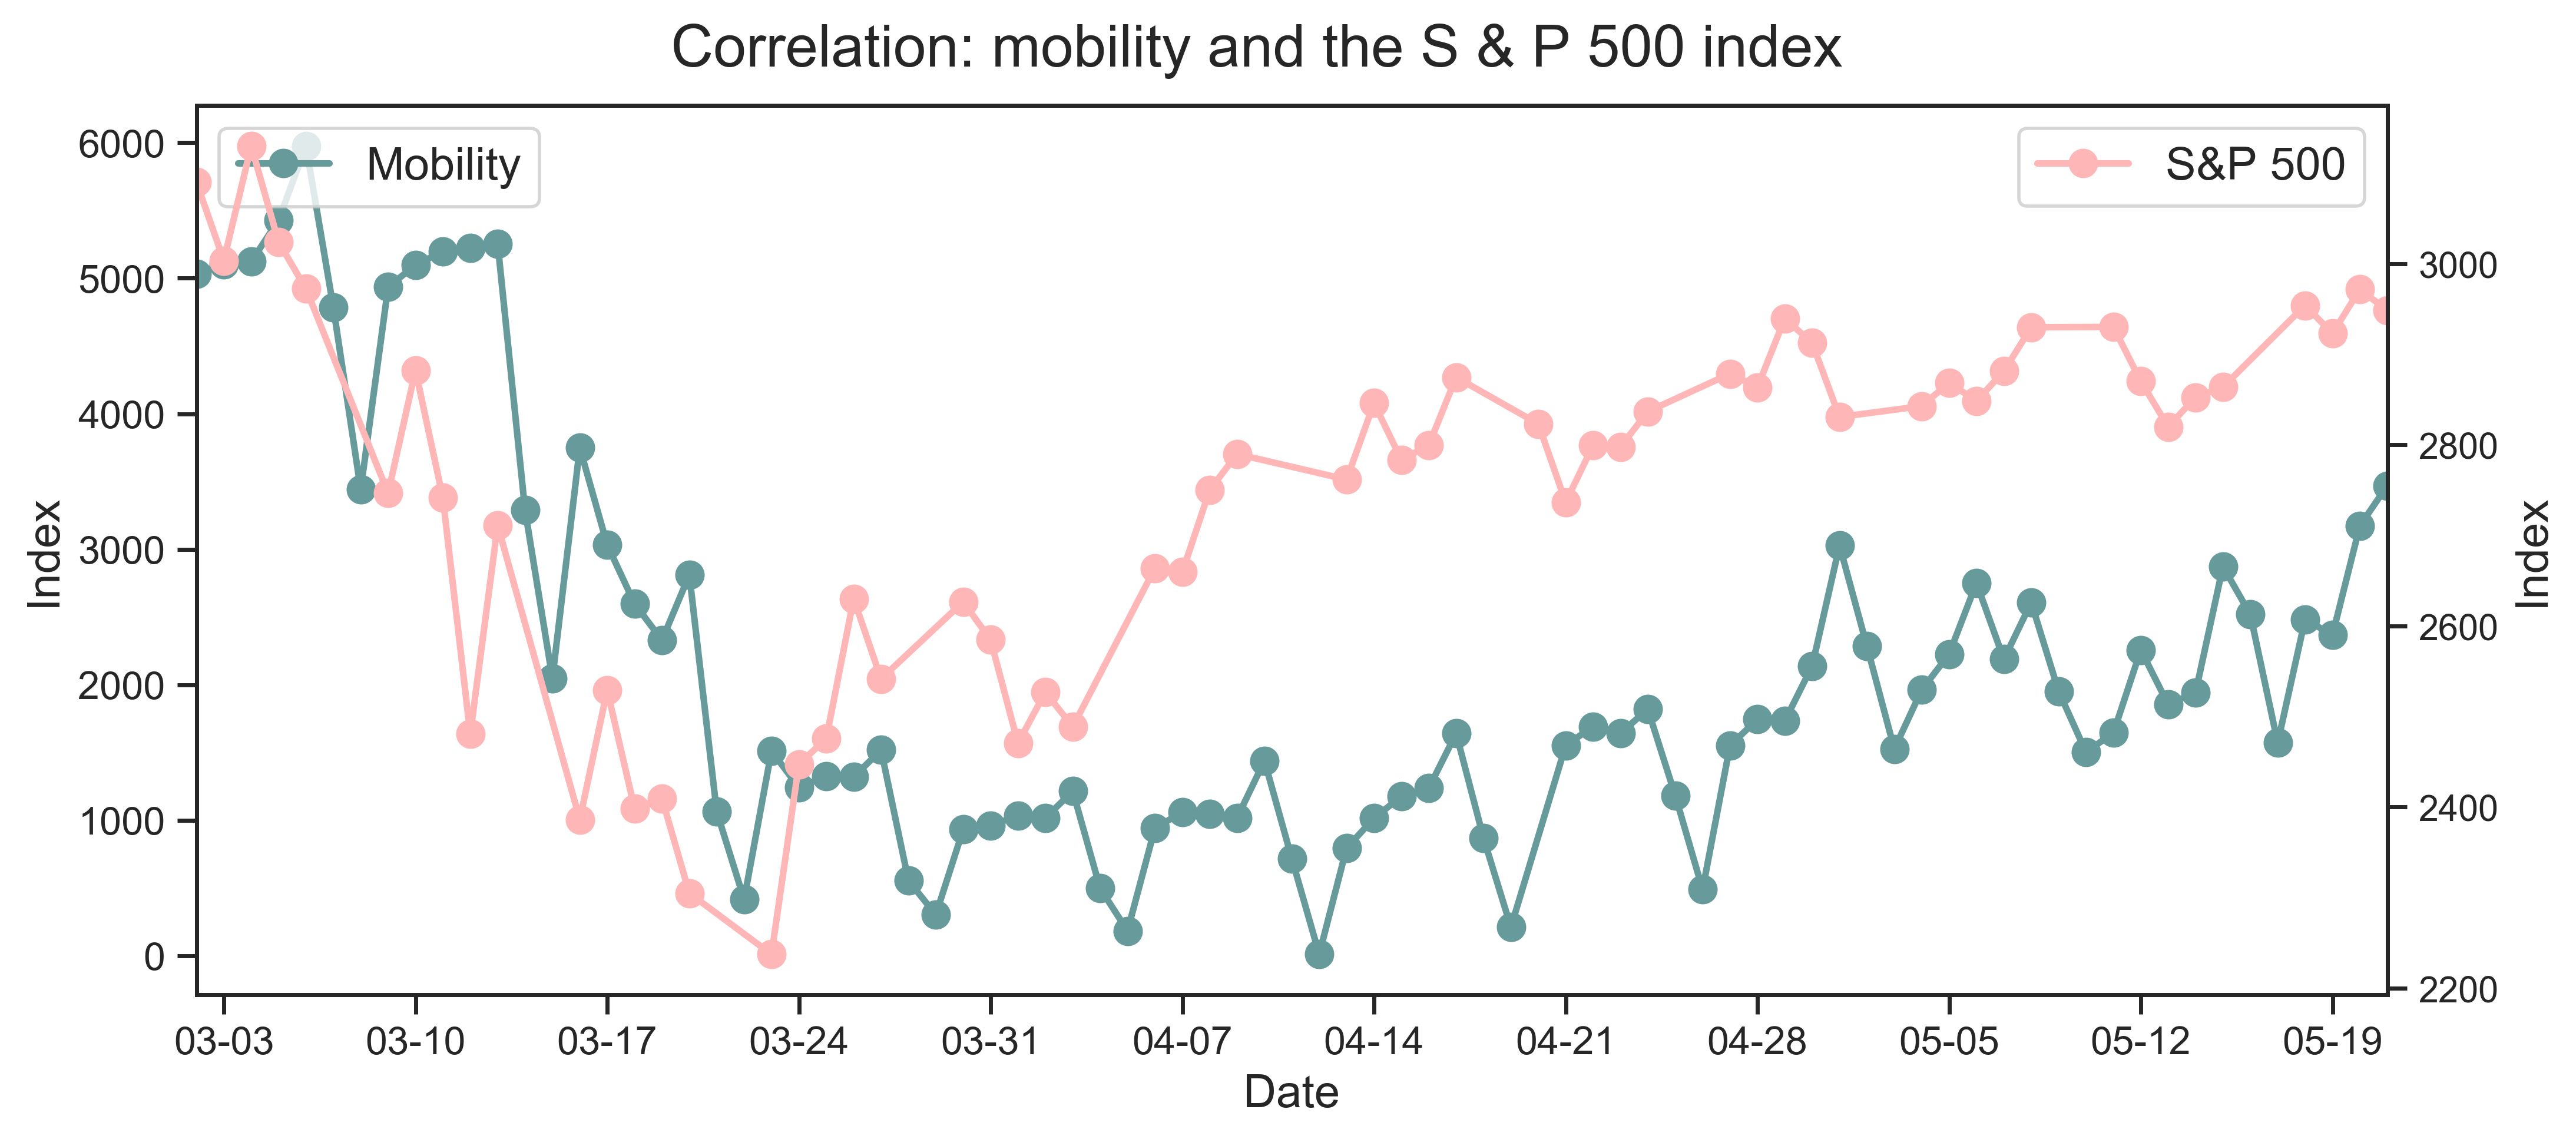 Correlation: mobility and the S & P 500 index
Mobility
S&P 500
6000
5000
4000
3000
2000
1000
0
Index
3000
2800
2600
2400
2200
Index
03-03 03-10 03-17 03-24 03-31 04-07 04-14 04-21 04-28 05-05 05-12 05-19
Date